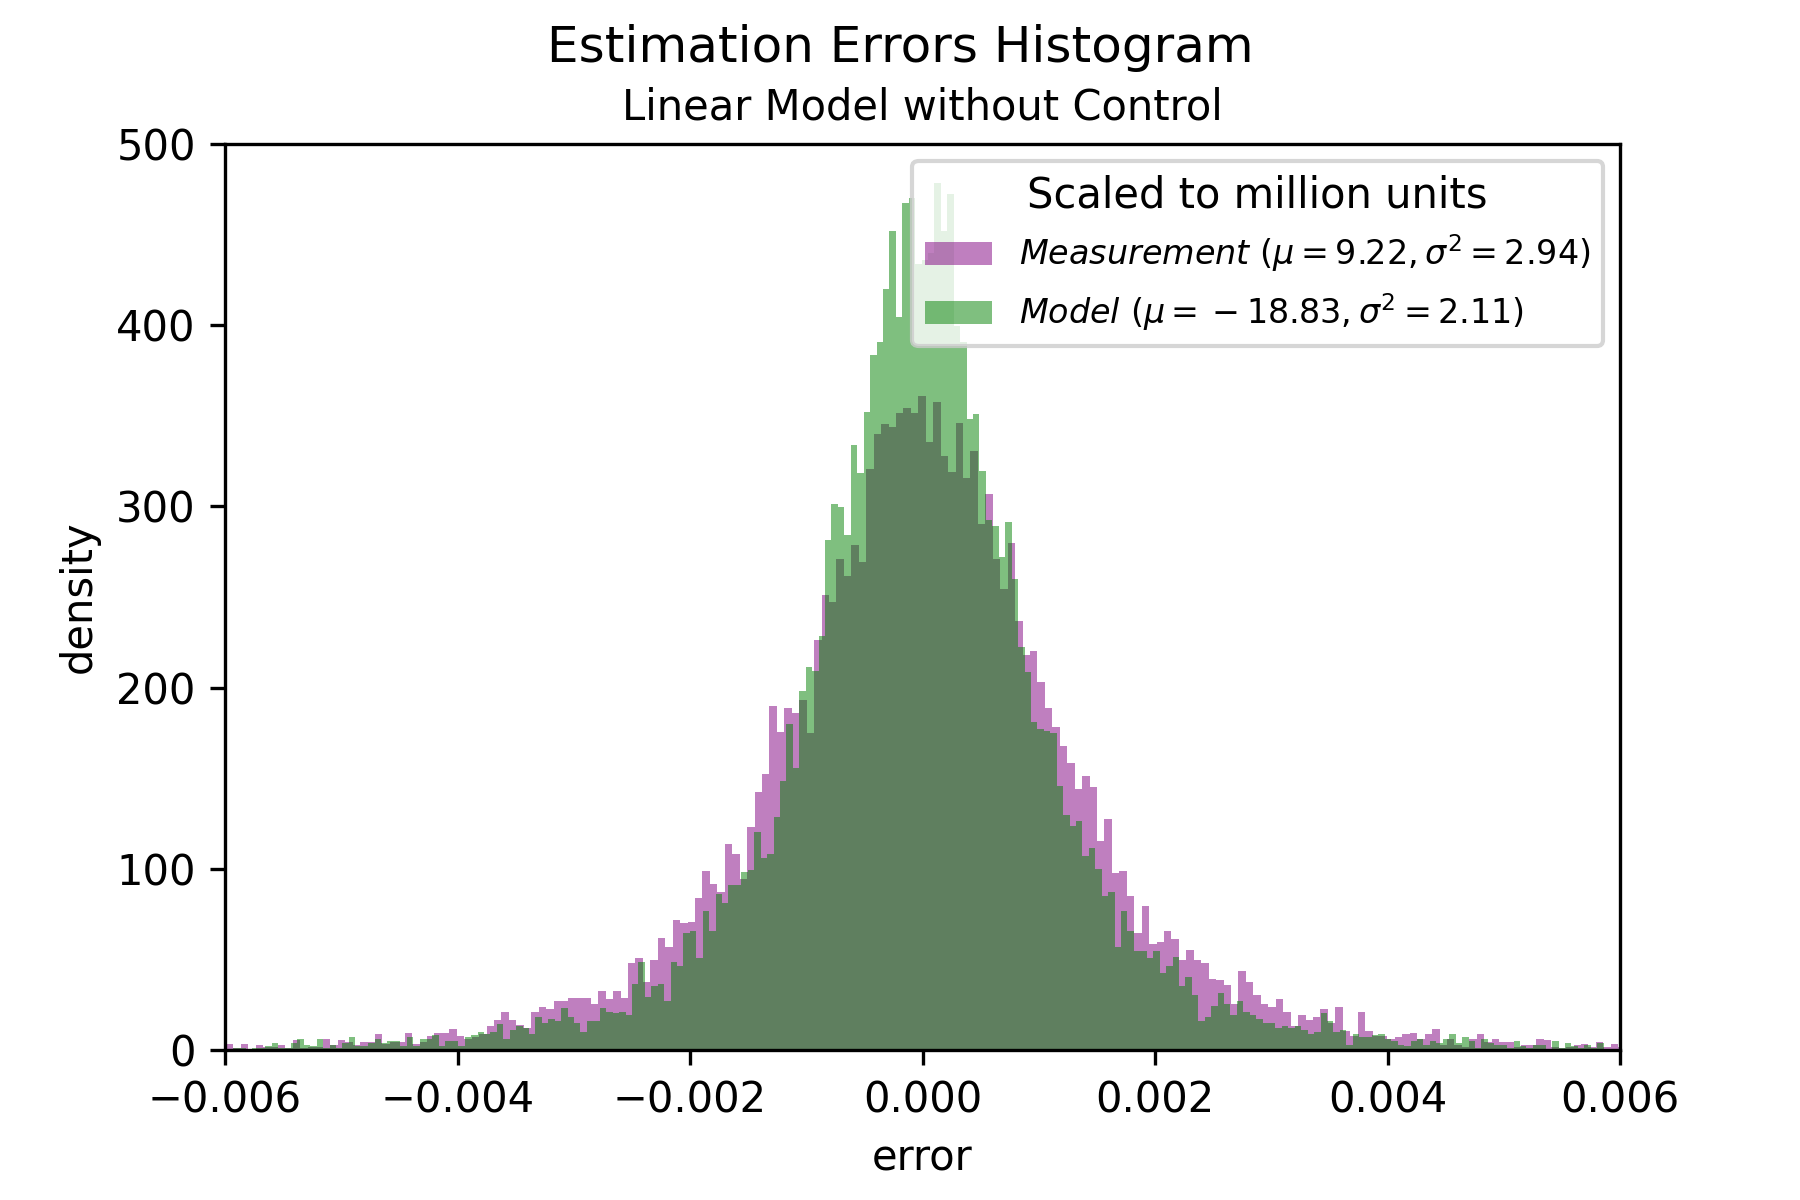 Estimation Errors Histogram
Linear Model without Control
Scaled to million units
Measurement (μ = 9.22, σ² = 2.94)
Model (μ = − 18.83, σ² = 2.11)
500
400
300
200
100
0
density
−0.006 −0.004 −0.002 0.000 0.002 0.004 0.006
error